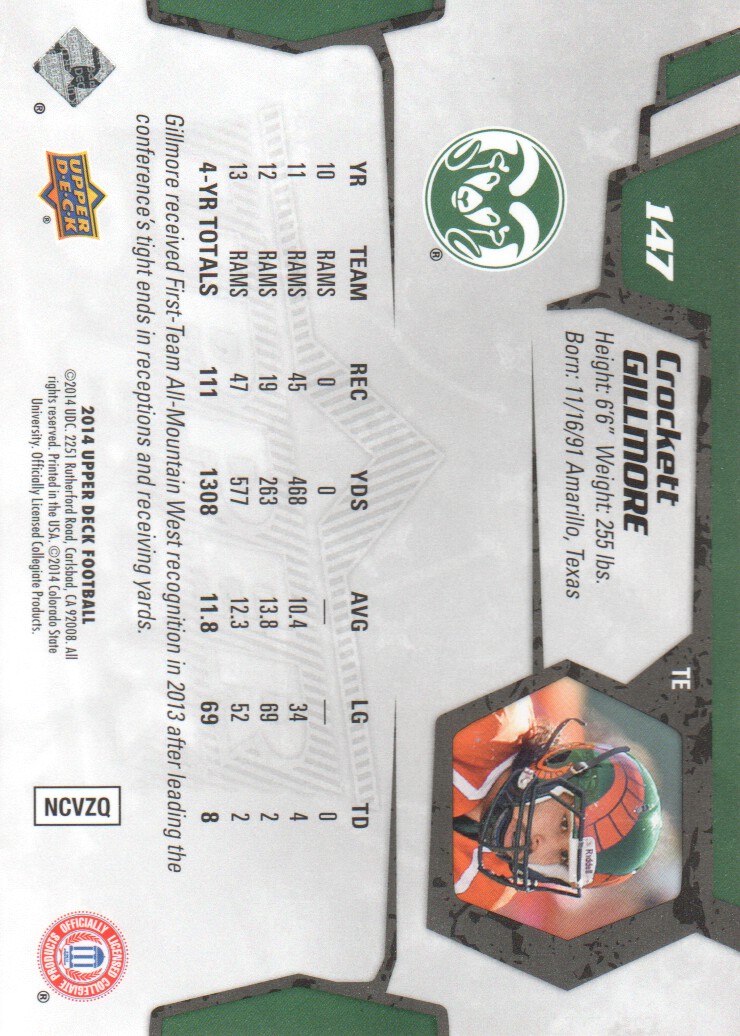 147
Crockett
GILLMORE
Height: 6'6" Weight: 255 lbs.
Born: 11/16/91 Amarillo, Texas
TE
Riddell
®
YR TEAM REC YDS AVG LG TD
10 RAMS 0 0 — — 0
11 RAMS 45 468 10.4 34 4
12 RAMS 19 263 13.8 69 2
13 RAMS 47 577 12.3 52 2
4-YR TOTALS 111 1308 11.8 69 8
Gillmore received First-Team All-Mountain West recognition in 2013 after leading the
conference's tight ends in receptions and receiving yards.
®
UPPER
DECK
®
2014 UPPER DECK FOOTBALL
©2014 UDC. 2251 Rutherford Road, Carlsbad, CA 92008. All
rights reserved. Printed in the USA. ©2014 Colorado State
University. Officially Licensed Collegiate Products.
NCVZQ
OFFICIALLY LICENSED
COLLEGIATE PRODUCTS
®